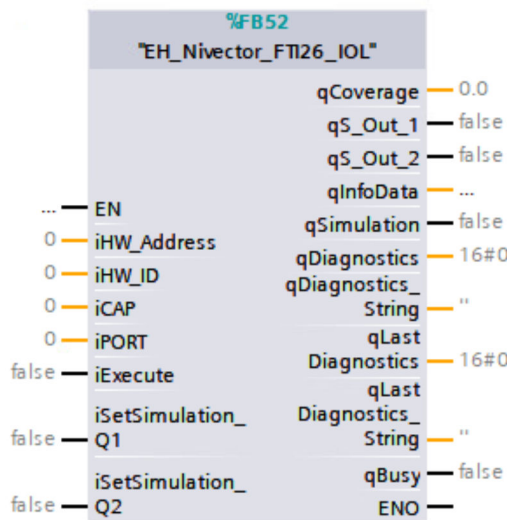 %FB52
"EH_Nivector_FTI26_IOL"
qCoverage 0.0
qS_Out_1 false
qS_Out_2 false
qInfoData ...
... EN
qSimulation false
0 iHW_Address
qDiagnostics 16#0
0 iHW_ID
qDiagnostics_
String ''
0 iCAP
0 iPORT
qLast
Diagnostics 16#0
false iExecute
qLast
Diagnostics_
String ''
iSetSimulation_
false Q1
qBusy false
iSetSimulation_
false Q2
ENO